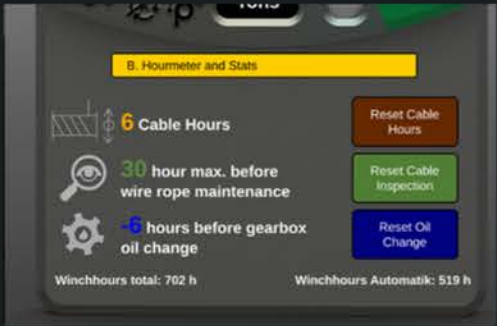 Tons
B. Hourmeter and Stats
6 Cable Hours
Reset Cable
Hours
30 hour max. before
wire rope maintenance
Reset Cable
Inspection
-6 hours before gearbox
oil change
Reset Oil
Change
Winchhours total: 702 h
Winchhours Automatik: 519 h